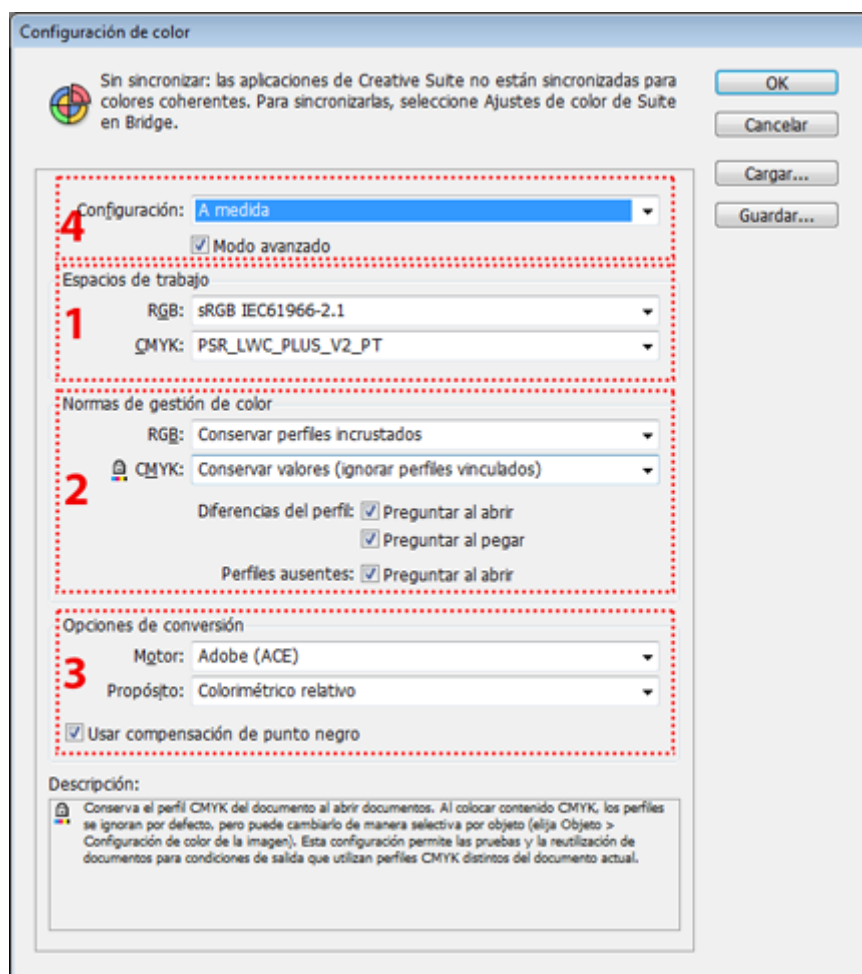 Configuración de color
Sin sincronizar: las aplicaciones de Creative Suite no están sincronizadas para
colores coherentes. Para sincronizarlas, seleccione Ajustes de color de Suite
en Bridge.
OK
Cancelar
Cargar...
Guardar...
4
Configuración: A medida
Modo avanzado
1
Espacios de trabajo
RGB: sRGB IEC61966-2.1
CMYK: PSR_LWC_PLUS_V2_PT
2
Normas de gestión de color
RGB: Conservar perfiles incrustados
CMYK: Conservar valores (ignorar perfiles vinculados)
Diferencias del perfil: Preguntar al abrir
Preguntar al pegar
Perfiles ausentes: Preguntar al abrir
3
Opciones de conversión
Motor: Adobe (ACE)
Propósito: Colorimétrico relativo
Usar compensación de punto negro
Descripción:
Conserva el perfil CMYK del documento al abrir documentos. Al colocar contenido CMYK, los perfiles
se ignoran por defecto, pero puede cambiarlo de manera selectiva por objeto (elija Objeto >
Configuración de color de la imagen). Esta configuración permite las pruebas y la reutilización de
documentos para condiciones de salida que utilizan perfiles CMYK distintos del documento actual.